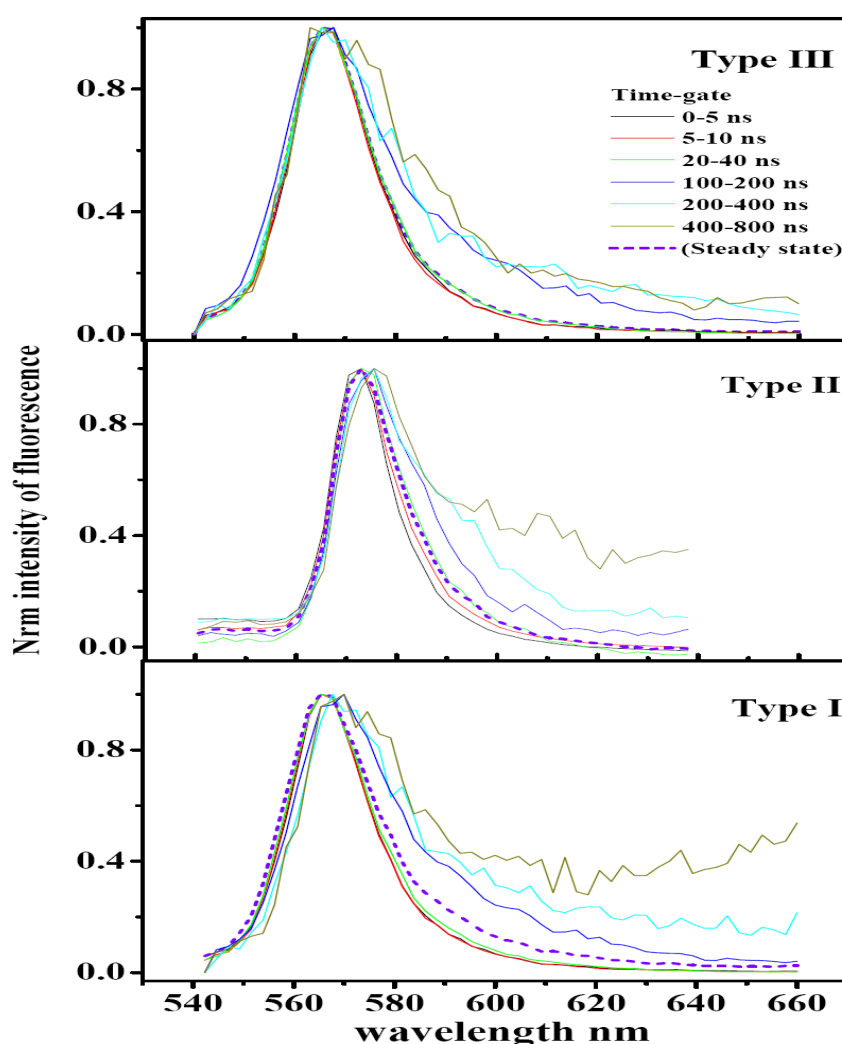 Type III
Time-gate
0-5 ns
5-10 ns
20-40 ns
100-200 ns
200-400 ns
400-800 ns
(Steady state)
0.8
0.4
0.0
Type II
0.8
0.4
0.0
Type I
0.8
0.4
0.0
Nrm intensity of fluorescence
540 560 580 600 620 640 660
wavelength nm